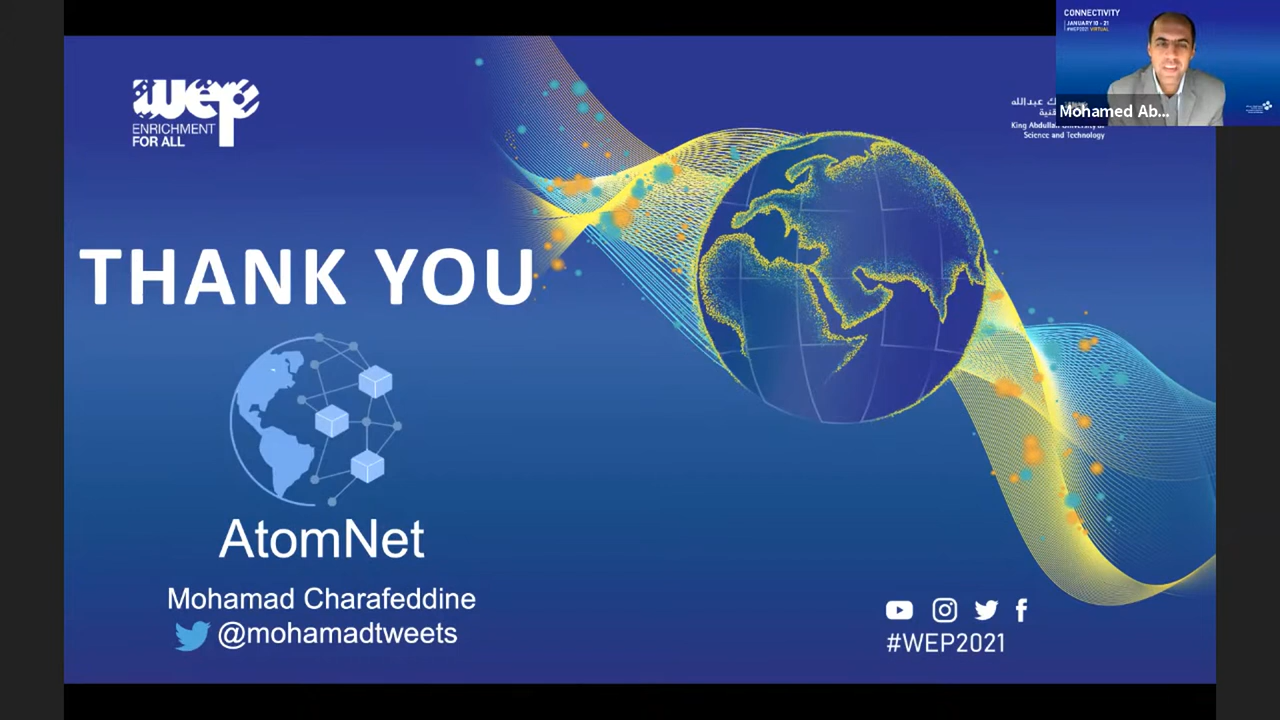 CONNECTIVITY
JANUARY 10 - 21
#WEP2021 VIRTUAL
Mohamed Ab...
wep
ENRICHMENT
FOR ALL
عبدالله
King Abdullah University of
Science and Technology
THANK YOU
AtomNet
Mohamad Charafeddine
@mohamadtweets
#WEP2021